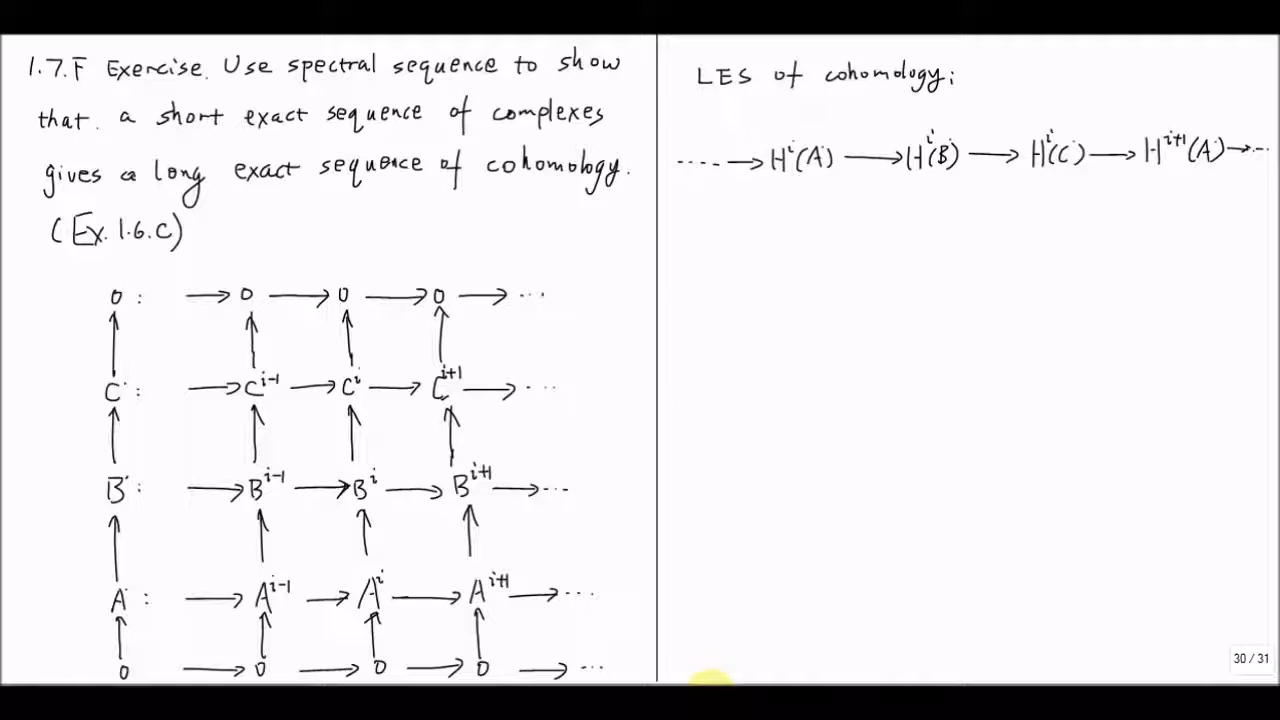 1.7.F Exercise. Use spectral sequence to show
that. a short exact sequence of complexes
gives a long exact sequence of cohomology.
(Ex. 1.6.C)
0 : → 0 → 0 → 0 → ...
C˙ : → C^{i-1} → C^i → C^{i+1} → ...
B˙ : → B^{i-1} → B^i → B^{i+1} → ...
A˙ : → A^{i-1} → A^i → A^{i+1} → ...
0 → 0 → 0 → 0 → ...
LES of cohomology:
.... → H^i(A) → H^i(B) → H^i(C) → H^{i+1}(A) → ...
30 / 31